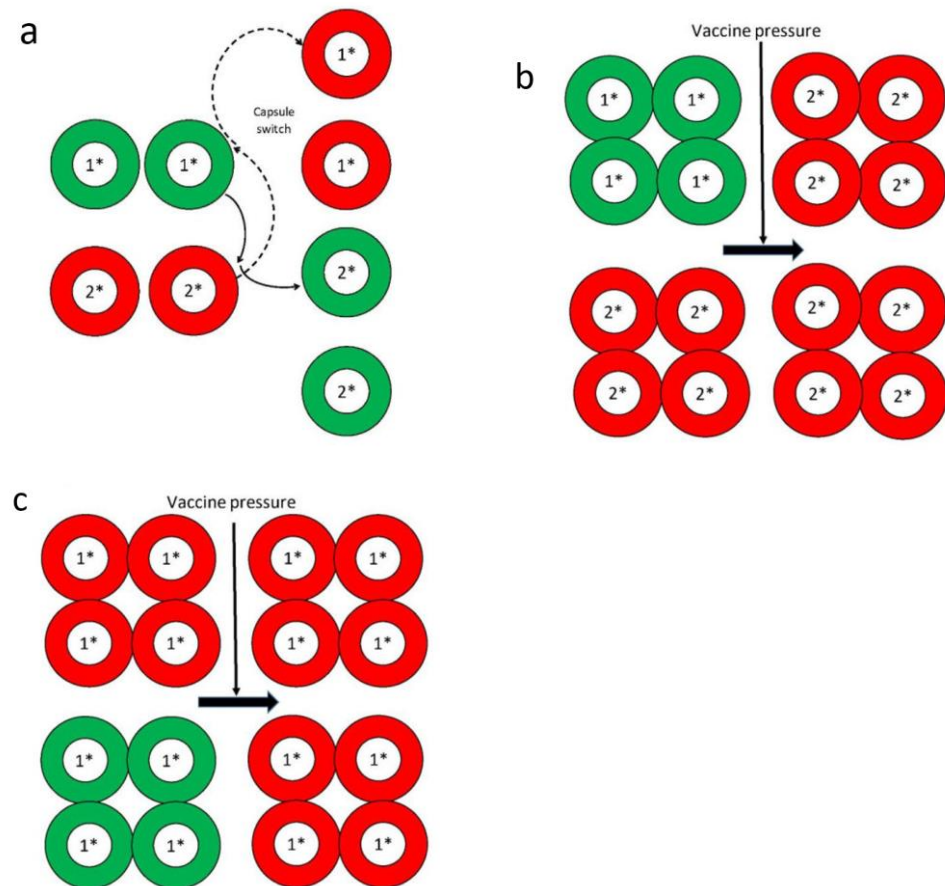 a
1*
Capsule
switch
1* 1* 1*
2* 2* 2*
2*
b
Vaccine pressure
1* 1* 2* 2*
1* 1* 2* 2*
2* 2* 2* 2*
2* 2* 2* 2*
c
Vaccine pressure
1* 1* 1* 1*
1* 1* 1* 1*
1* 1* 1* 1*
1* 1* 1* 1*